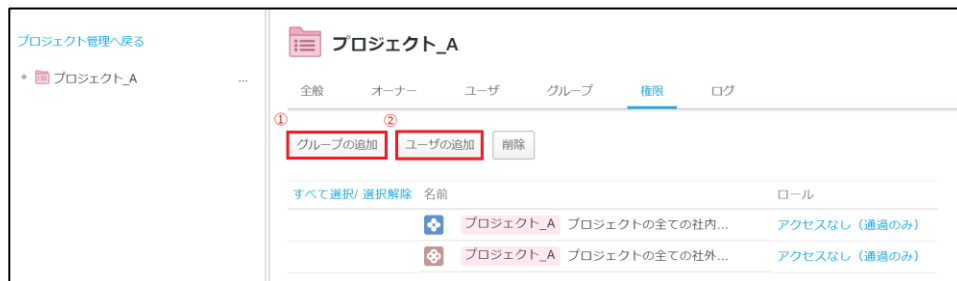 プロジェクト管理へ戻る
プロジェクト_A ...
プロジェクト_A
全般 オーナー ユーザ グループ 権限 ログ
① ②
グループの追加 ユーザの追加 削除
すべて選択/ 選択解除 名前 ロール
プロジェクト_A プロジェクトの全ての社内... アクセスなし（通過のみ）
プロジェクト_A プロジェクトの全ての社外... アクセスなし（通過のみ）